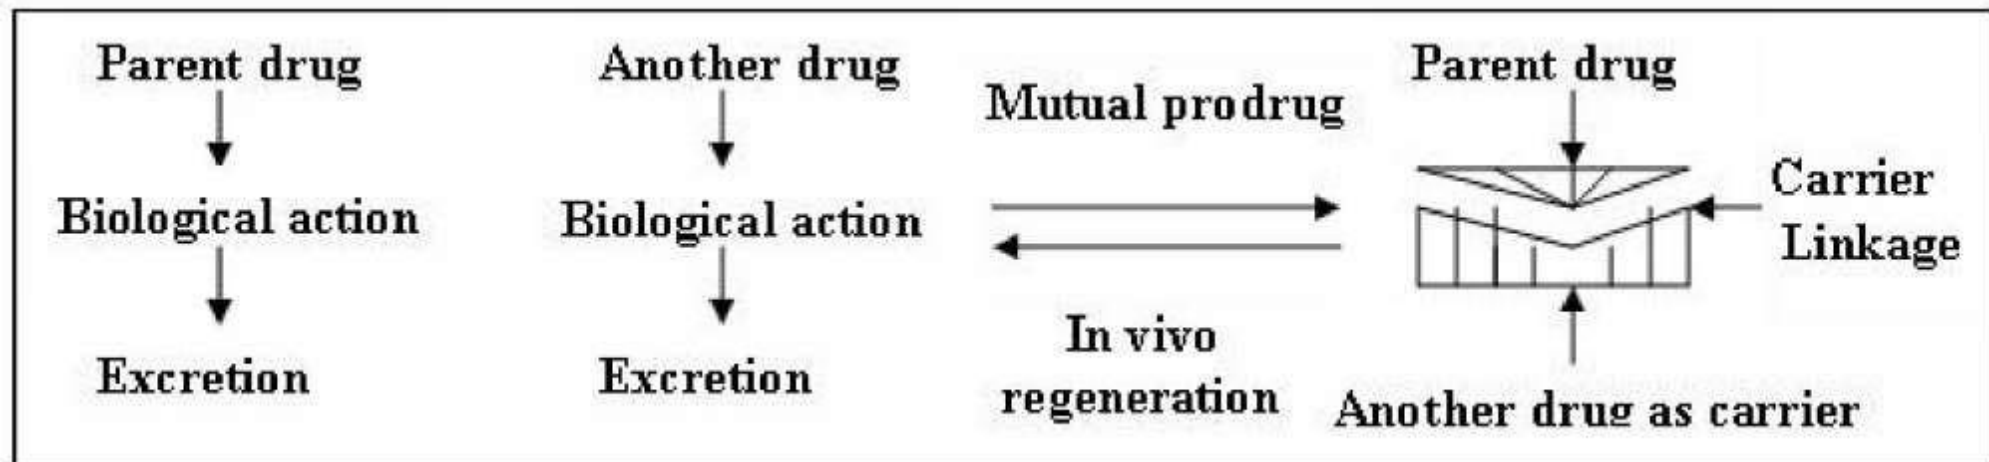 Parent drug
Biological action
Excretion
Another drug
Biological action
Excretion
Mutual prodrug
In vivo
regeneration
Parent drug
Carrier
Linkage
Another drug as carrier